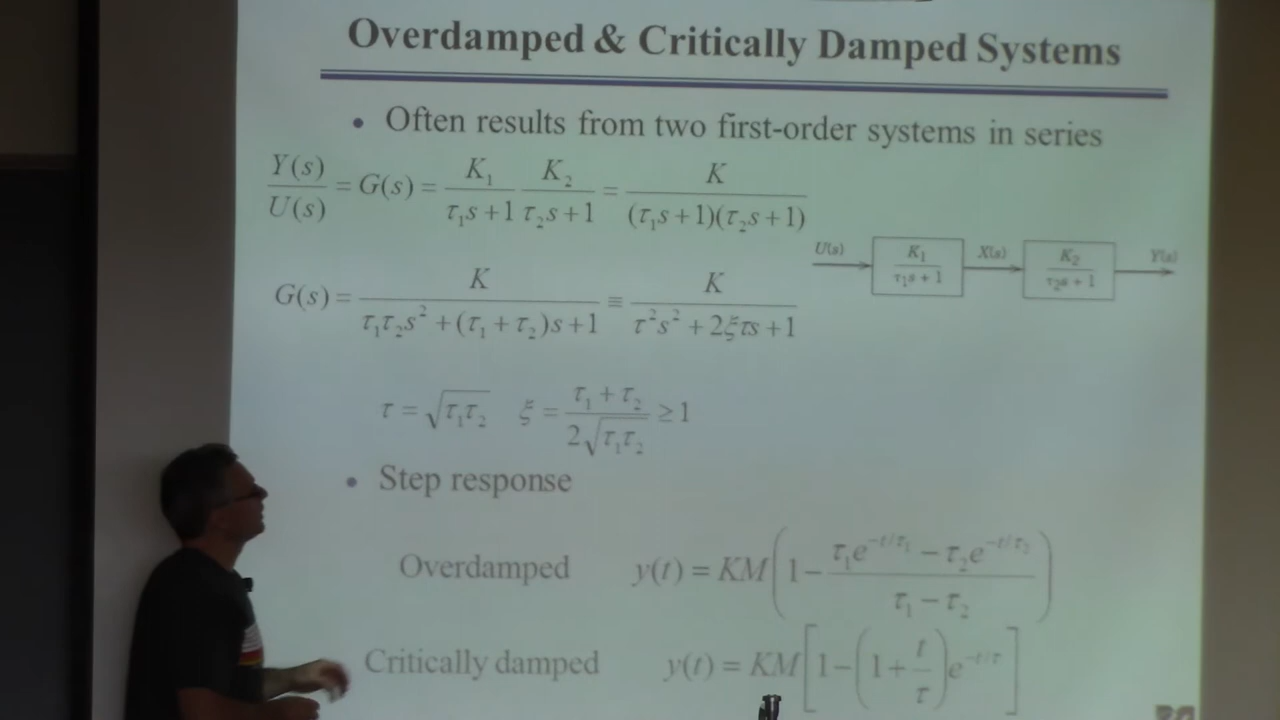 Overdamped & Critically Damped Systems
• Often results from two first-order systems in series
Y(s)/U(s) = G(s) = K₁/(τ₁s+1) K₂/(τ₂s+1) = K/((τ₁s+1)(τ₂s+1))
U(s) K₁/(τ₁s+1) X(s) K₂/(τ₂s+1) Y(s)
G(s) = K/(τ₁τ₂s²+(τ₁+τ₂)s+1) ≡ K/(τ²s²+2ξτs+1)
τ = √(τ₁τ₂) ξ = (τ₁+τ₂)/(2√(τ₁τ₂)) ≥ 1
• Step response
Overdamped y(t) = KM(1−(τ₁e^(−t/τ₁)−τ₂e^(−t/τ₂))/(τ₁−τ₂))
Critically damped y(t) = KM[1−(1+t/τ)e^(−t/τ)]